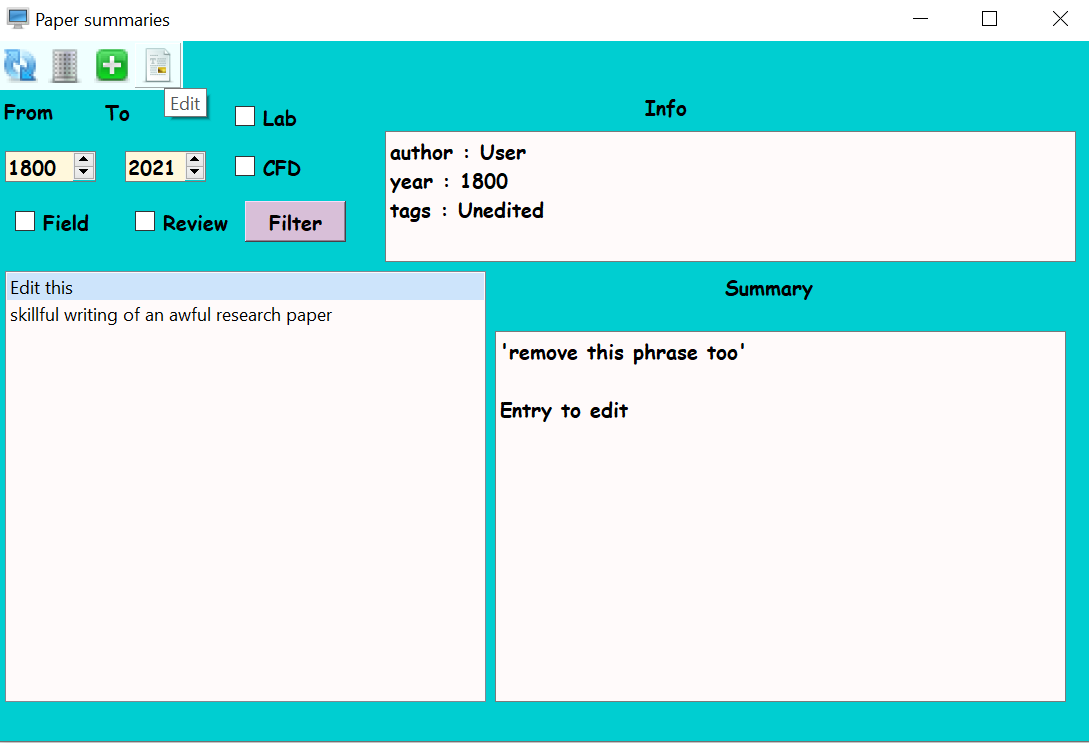 Paper summaries
Edit
From
To
Lab
Info
1800
2021
CFD
author : User
year : 1800
tags : Unedited
Field
Review
Filter
Edit this
skillful writing of an awful research paper
Summary
'remove this phrase too'
Entry to edit